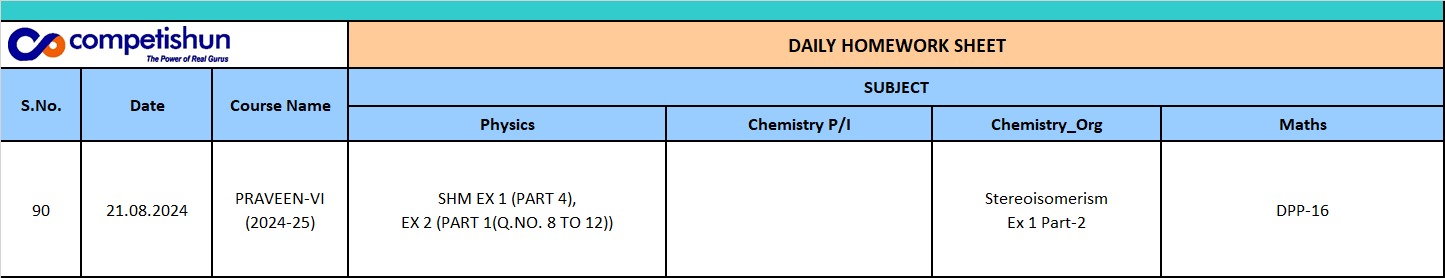 competishun
The Power of Real Gurus
DAILY HOMEWORK SHEET
S.No.
Date
Course Name
SUBJECT
Physics
Chemistry P/I
Chemistry_Org
Maths
90
21.08.2024
PRAVEEN-VI
(2024-25)
SHM EX 1 (PART 4),
EX 2 (PART 1(Q.NO. 8 TO 12))
Stereoisomerism
Ex 1 Part-2
DPP-16